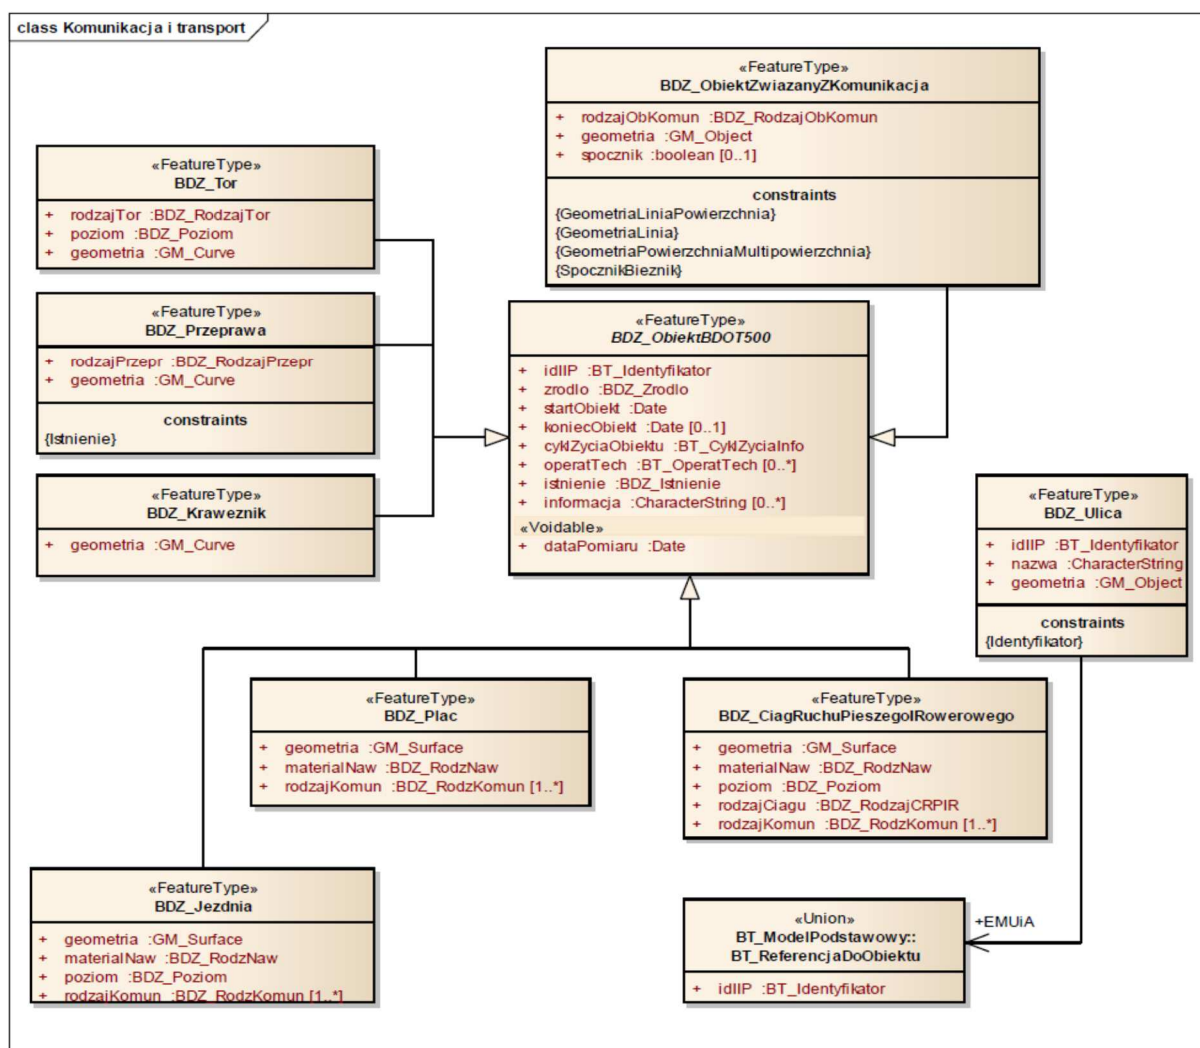 class Komunikacja i transport
«FeatureType»
BDZ_ObiektZwiazanyZKomunikacja
+ rodzajObKomun :BDZ_RodzajObKomun
+ geometria :GM_Object
+ spocznik :boolean [0..1]
constraints
{GeometriaLiniaPowierzchnia}
{GeometriaLinia}
{GeometriaPowierzchniaMultipowierzchnia}
{SpocznikBieznik}
«FeatureType»
BDZ_Tor
+ rodzajTor :BDZ_RodzajTor
+ poziom :BDZ_Poziom
+ geometria :GM_Curve
«FeatureType»
BDZ_Przeprawa
+ rodzajPrzepr :BDZ_RodzajPrzepr
+ geometria :GM_Curve
constraints
{Istnienie}
«FeatureType»
BDZ_Kraweznik
+ geometria :GM_Curve
«FeatureType»
BDZ_ObiektBDOT500
+ idIIP :BT_Identyfikator
+ zrodlo :BDZ_Zrodlo
+ startObiekt :Date
+ koniecObiekt :Date [0..1]
+ cyklZyciaObiektu :BT_CyklZyciaInfo
+ operatTech :BT_OperatTech [0..*]
+ istnienie :BDZ_Istnienie
+ informacja :CharacterString [0..*]
«Voidable»
+ dataPomiaru :Date
«FeatureType»
BDZ_Ulica
+ idIIP :BT_Identyfikator
+ nazwa :CharacterString
+ geometria :GM_Object
constraints
{Identyfikator}
«FeatureType»
BDZ_Plac
+ geometria :GM_Surface
+ materialNaw :BDZ_RodzNaw
+ rodzajKomun :BDZ_RodzKomun [1..*]
«FeatureType»
BDZ_CiagRuchuPieszegoIRowerowego
+ geometria :GM_Surface
+ materialNaw :BDZ_RodzNaw
+ poziom :BDZ_Poziom
+ rodzajCiagu :BDZ_RodzajCRPIR
+ rodzajKomun :BDZ_RodzKomun [1..*]
«FeatureType»
BDZ_Jezdnia
+ geometria :GM_Surface
+ materialNaw :BDZ_RodzNaw
+ poziom :BDZ_Poziom
+ rodzajKomun :BDZ_RodzKomun [1..*]
+EMUiA
«Union»
BT_ModelPodstawowy::
BT_ReferencjaDoObiektu
+ idIIP :BT_Identyfikator